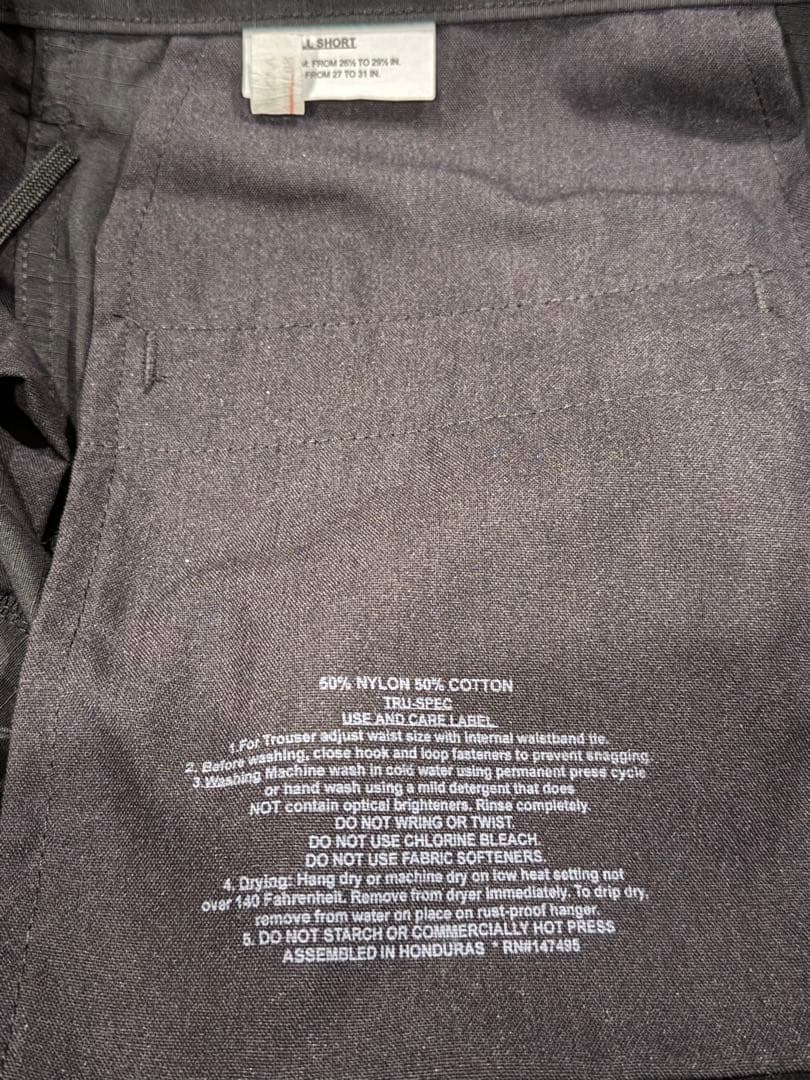 LL SHORT
M: FROM 26½ TO 29½ IN.
FROM 27 TO 31 IN.
50% NYLON 50% COTTON
TRU-SPEC
USE AND CARE LABEL
1.For Trouser adjust waist size with internal waistband tie.
2. Before washing, close hook and loop fasteners to prevent snagging.
3.Washing Machine wash in cold water using permanent press cycle
or hand wash using a mild detergent that does
NOT contain optical brighteners. Rinse completely.
DO NOT WRING OR TWIST.
DO NOT USE CHLORINE BLEACH.
DO NOT USE FABRIC SOFTENERS.
4. Drying: Hang dry or machine dry on low heat setting not
over 140 Fahrenheit. Remove from dryer immediately. To drip dry,
remove from water on place on rust-proof hanger.
5. DO NOT STARCH OR COMMERCIALLY HOT PRESS
ASSEMBLED IN HONDURAS * RN#147495